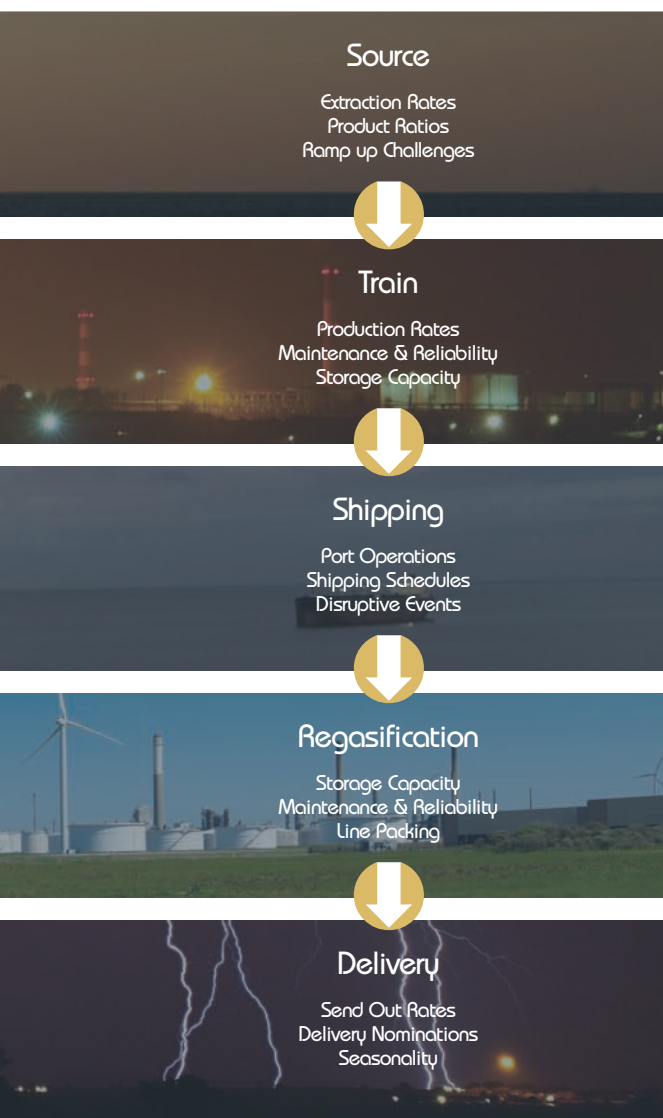 Source
Extraction Rates
Product Ratios
Ramp up Challenges
Train
Production Rates
Maintenance & Reliability
Storage Capacity
Shipping
Port Operations
Shipping Schedules
Disruptive Events
Regasification
Storage Capacity
Maintenance & Reliability
Line Packing
Delivery
Send Out Rates
Delivery Nominations
Seasonality